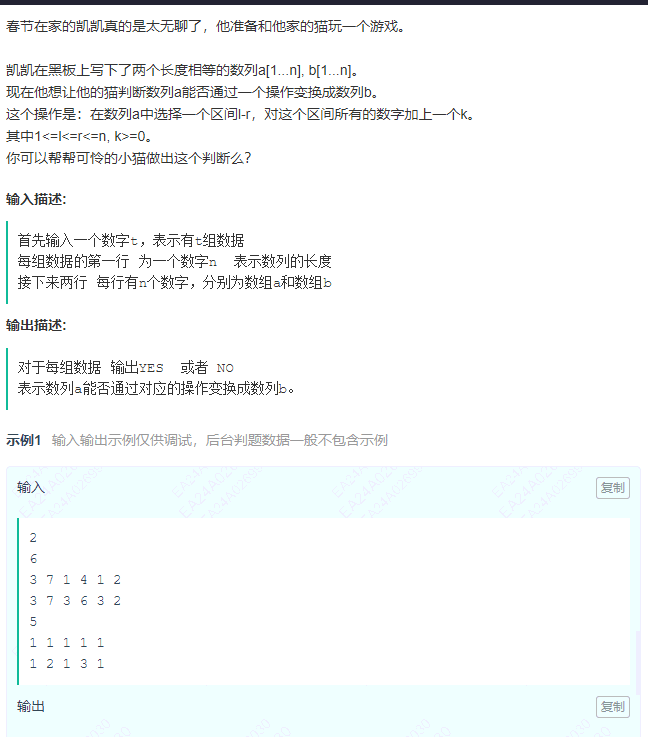 春节在家的凯凯真的是太无聊了，他准备和他家的猫玩一个游戏。
凯凯在黑板上写下了两个长度相等的数列a[1...n], b[1...n]。
现在他想让他的猫判断数列a能否通过一个操作变换成数列b。
这个操作是：在数列a中选择一个区间l-r，对这个区间所有的数字加上一个k。
其中1<=l<=r<=n, k>=0。
你可以帮帮可怜的小猫做出这个判断么？
输入描述:
首先输入一个数字t，表示有t组数据
每组数据的第一行 为一个数字n  表示数列的长度
接下来两行 每行有n个数字，分别为数组a和数组b
输出描述:
对于每组数据 输出YES  或者 NO
表示数列a能否通过对应的操作变换成数列b。
示例1 输入输出示例仅供调试，后台判题数据一般不包含示例
输入 复制
2
6
3 7 1 4 1 2
3 7 3 6 3 2
5
1 1 1 1 1
1 2 1 3 1
输出 复制